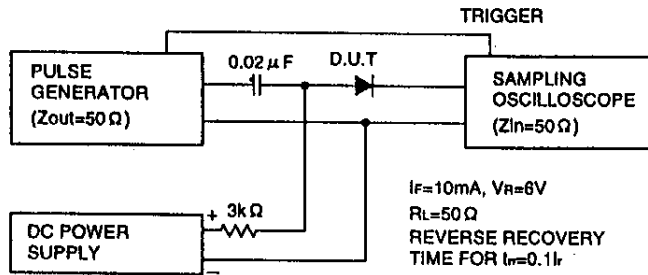 TRIGGER
0.02μF
D.U.T
PULSE
GENERATOR
(Zout=50Ω)
SAMPLING
OSCILLOSCOPE
(Zin=50Ω)
+
3kΩ
DC POWER
SUPPLY
−
IF=10mA, VR=6V
RL=50Ω
REVERSE RECOVERY
TIME FOR Irr=0.1Ir